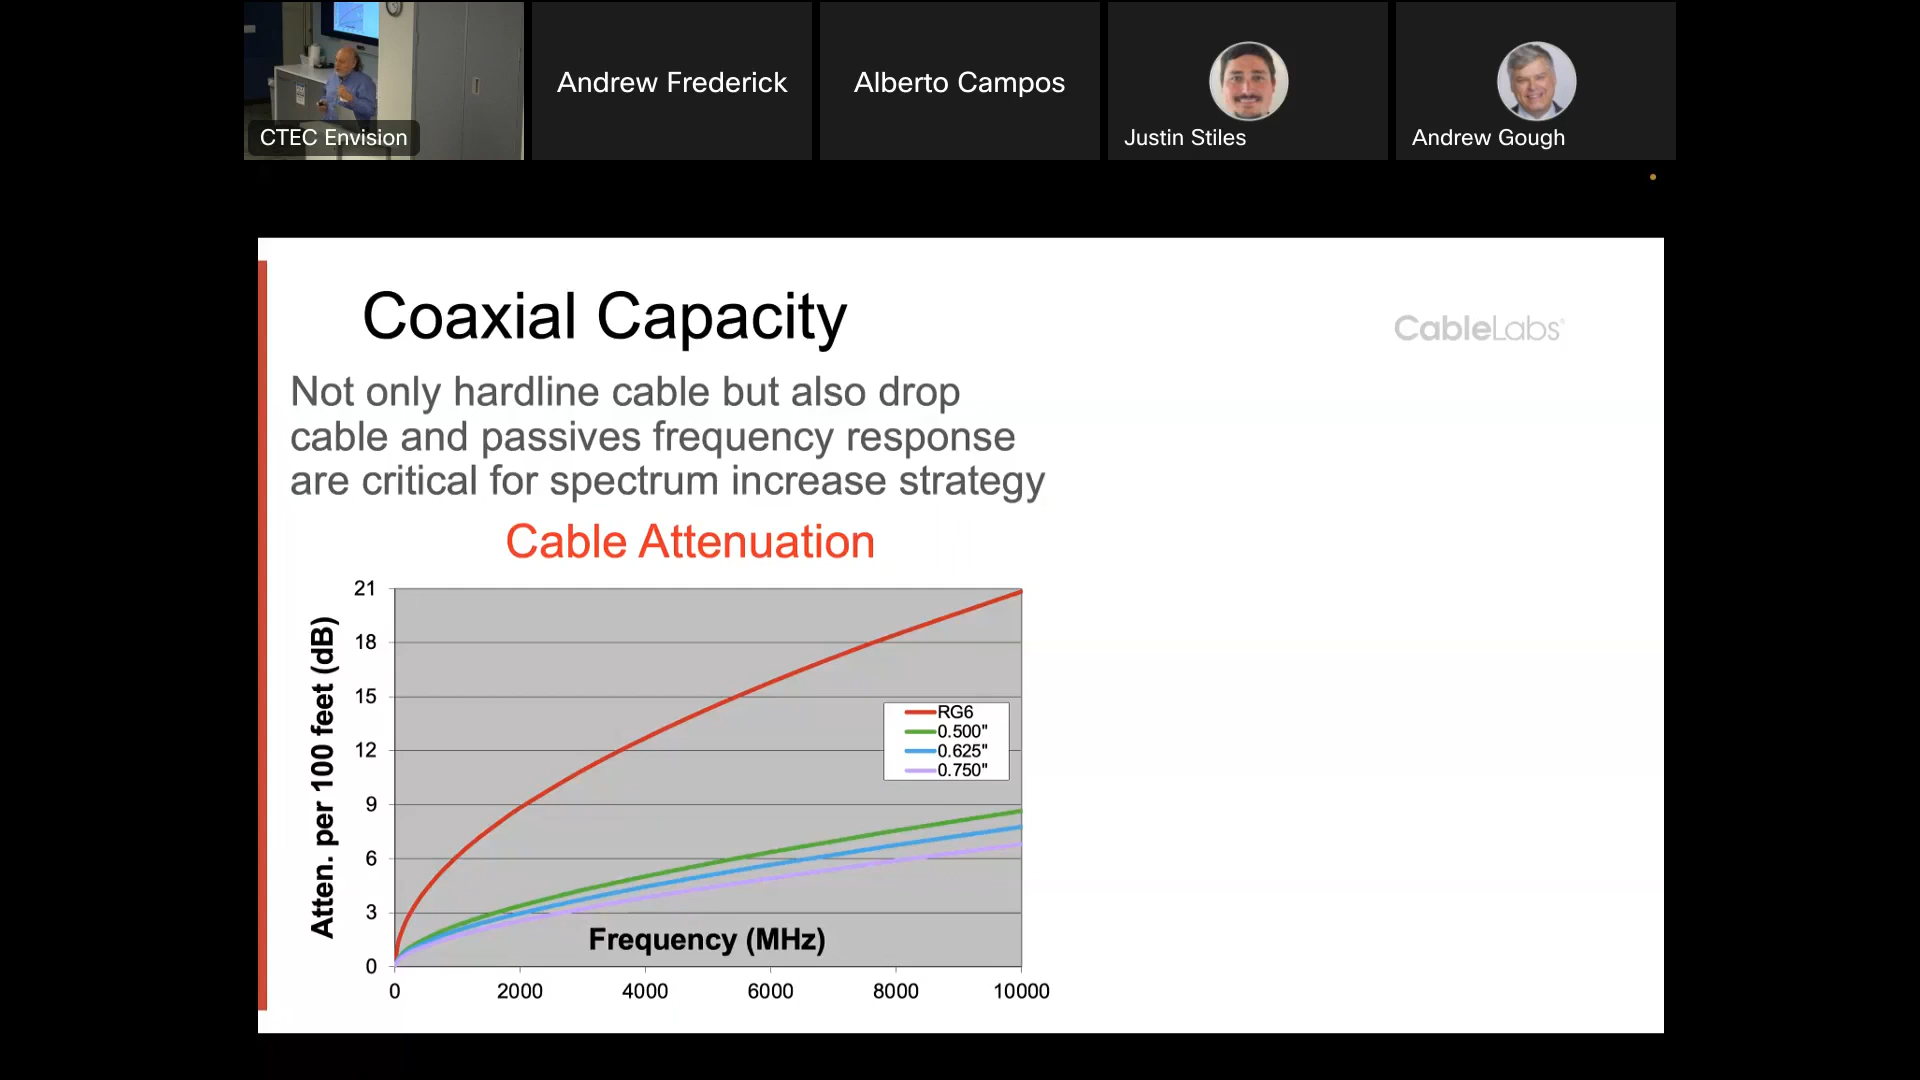 CTEC Envision
Andrew Frederick
Alberto Campos
Justin Stiles
Andrew Gough
Coaxial Capacity
CableLabs®
Not only hardline cable but also drop
cable and passives frequency response
are critical for spectrum increase strategy
Cable Attenuation
Atten. per 100 feet (dB)
21
18
15
12
9
6
3
0
RG6
0.500"
0.625"
0.750"
Frequency (MHz)
0 2000 4000 6000 8000 10000